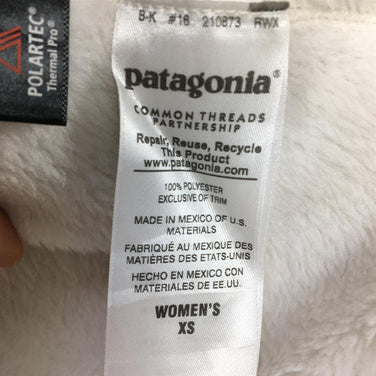 B-K #16 210873 RWX
POLARTEC®
Thermal Pro®
patagonia®
COMMON THREADS
PARTNERSHIP
Repair, Reuse, Recycle
This Product
www.patagonia.com
100% POLYESTER
EXCLUSIVE OF TRIM
MADE IN MEXICO OF U.S.
MATERIALS
FABRIQUÉ AU MEXIQUE DES
MATIÈRES DES ETATS-UNIS
HECHO EN MEXICO CON
MATERIALES DE EE.UU.
WOMEN'S
XS